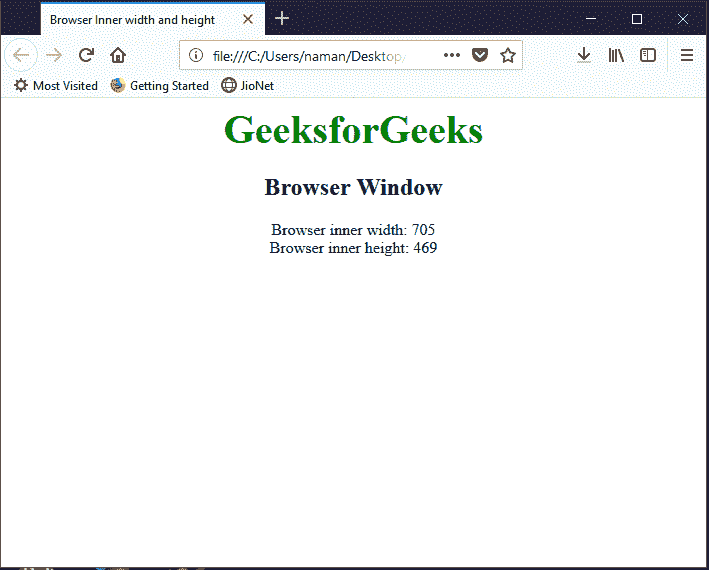 Browser Inner width and height
file:///C:/Users/naman/Desktop/
Most Visited Getting Started JioNet
GeeksforGeeks
Browser Window
Browser inner width: 705
Browser inner height: 469